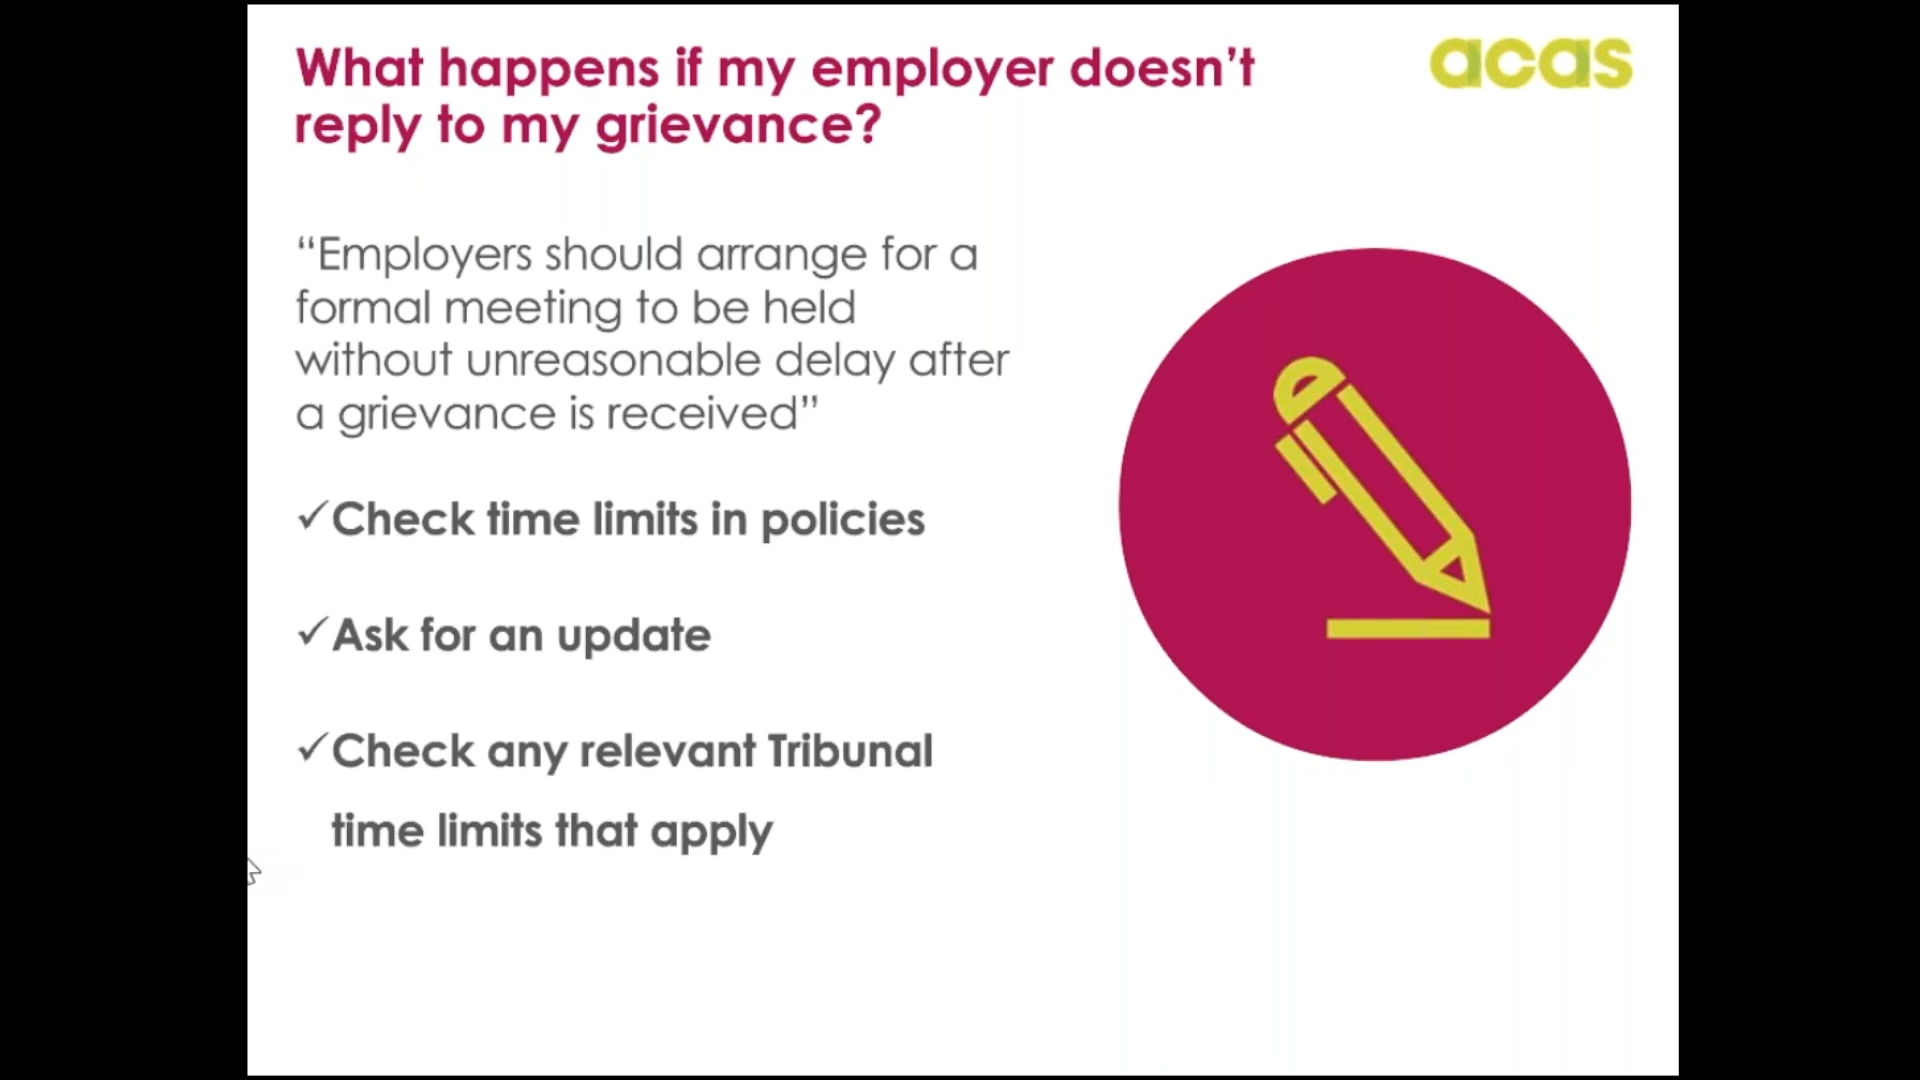 What happens if my employer doesn’t
reply to my grievance?
acas
“Employers should arrange for a
formal meeting to be held
without unreasonable delay after
a grievance is received”
✓Check time limits in policies
✓Ask for an update
✓Check any relevant Tribunal
time limits that apply